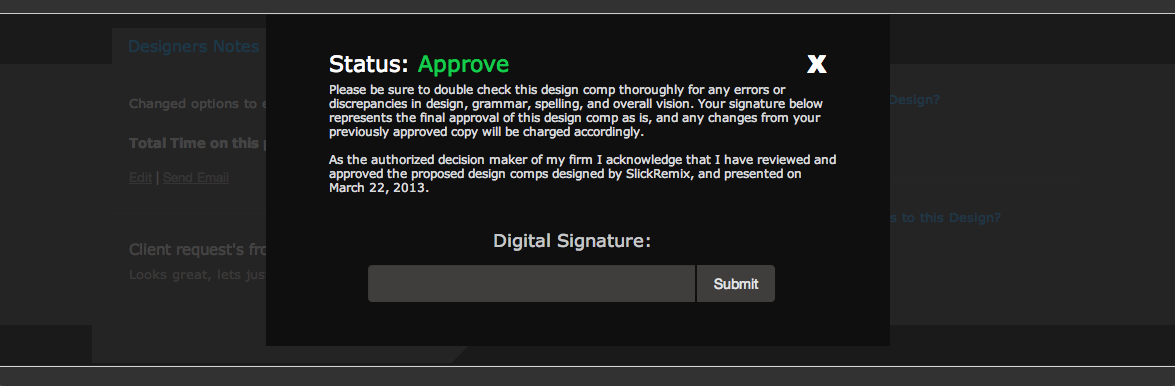 Designers Notes
Changed options to
Total Time on this
Edit | Send Email
Client request's
Looks great, lets
Status: Approve
X
Please be sure to double check this design comp thoroughly for any errors or
discrepancies in design, grammar, spelling, and overall vision. Your signature below
represents the final approval of this design comp as is, and any changes from your
previously approved copy will be charged accordingly.
As the authorized decision maker of my firm I acknowledge that I have reviewed and
approved the proposed design comps designed by SlickRemix, and presented on
March 22, 2013.
Digital Signature:
Submit
Design?
to this Design?